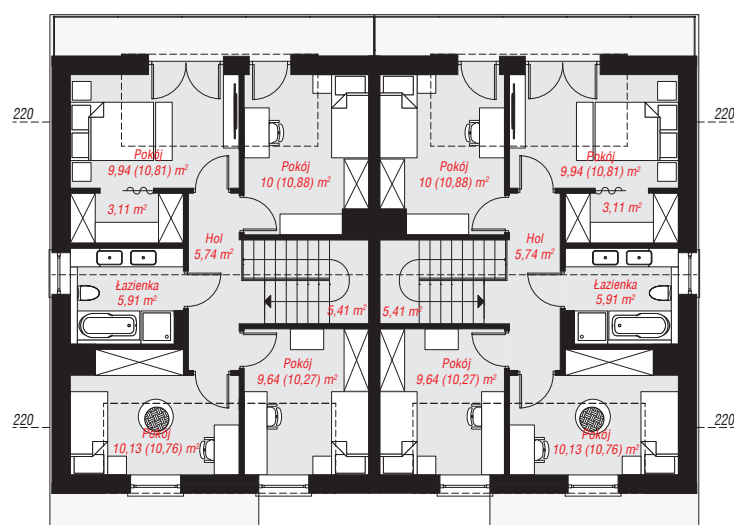 220
220
Pokój
9,94 (10,81) m²
Pokój
10 (10,88) m²
Pokój
10 (10,88) m²
Pokój
9,94 (10,81) m²
3,11 m²
3,11 m²
Hol
5,74 m²
Hol
5,74 m²
Łazienka
5,91 m²
5,41 m²
5,41 m²
Łazienka
5,91 m²
Pokój
9,64 (10,27) m²
Pokój
9,64 (10,27) m²
220
220
Pokój
10,13 (10,76) m²
Pokój
10,13 (10,76) m²